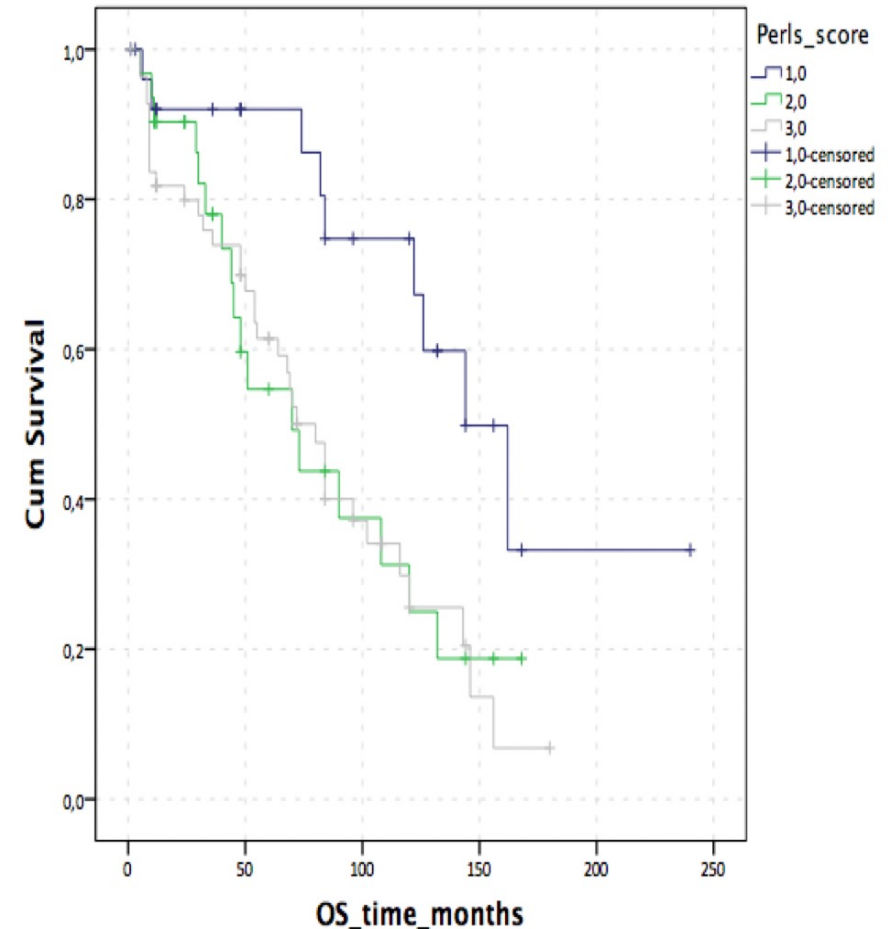 Perls_score
1,0
2,0
3,0
1,0-censored
2,0-censored
3,0-censored
Cum Survival
1,0
0,8
0,6
0,4
0,2
0,0
0 50 100 150 200 250
OS_time_months